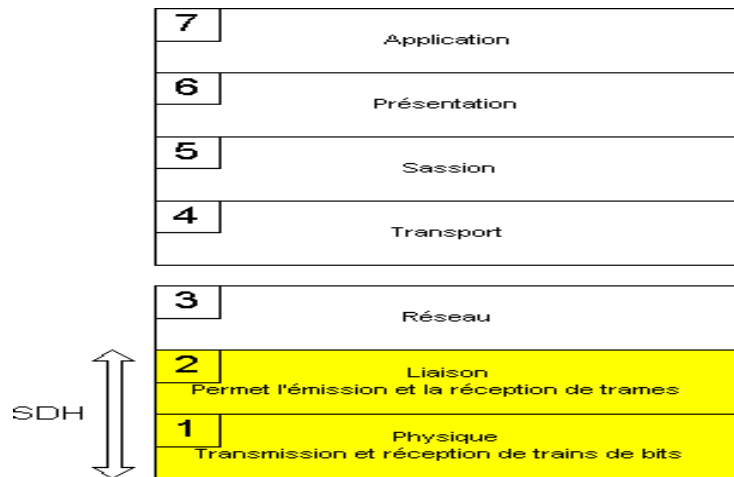 7
Application
6
Présentation
5
Sassion
4
Transport
3
Réseau
2
Liaison
Permet l'émission et la réception de trames
SDH
1
Physique
Transmission et réception de trains de bits